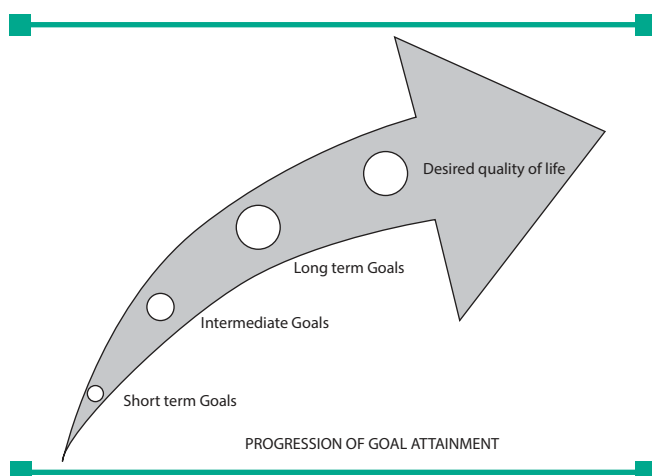 Desired quality of life
Long term Goals
Intermediate Goals
Short term Goals
PROGRESSION OF GOAL ATTAINMENT